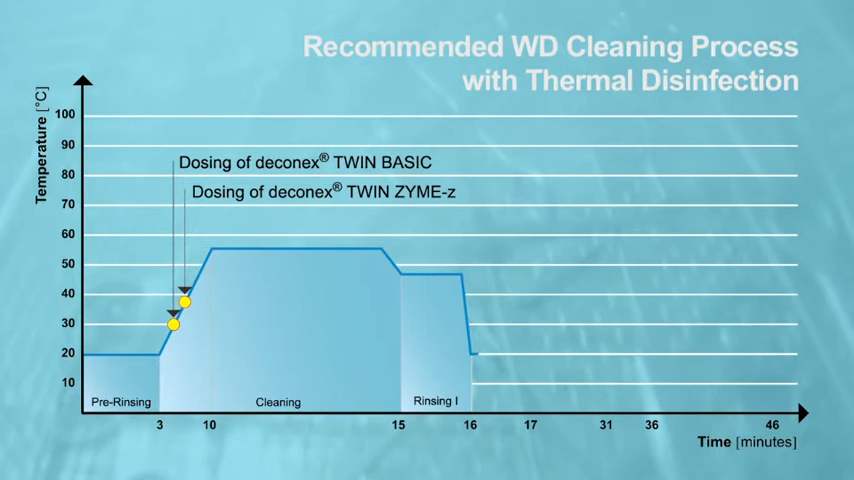 Recommended WD Cleaning Process
with Thermal Disinfection
Temperature [°C]
100
90
80
70
60
50
40
30
20
10
Dosing of deconex® TWIN BASIC
Dosing of deconex® TWIN ZYME-z
Pre-Rinsing
Cleaning
Rinsing I
3 10 15 16 17 31 36 46
Time [minutes]